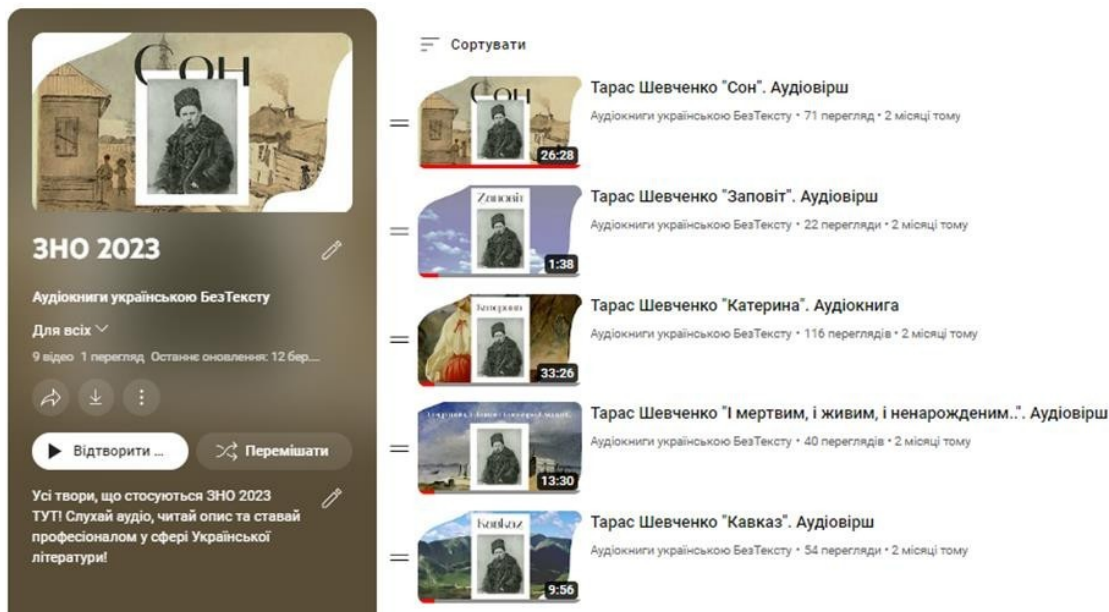 Сон
ЗНО 2023
Аудіокниги українською БезТексту
Для всіх
9 відео 1 перегляд Останнє оновлення: 12 бер....
Відтворити ...
Перемішати
Усі твори, що стосуються ЗНО 2023
ТУТ! Слухай аудіо, читай опис та ставай
професіоналом у сфері Української
літератури!
Сортувати
Сон
26:28
Тарас Шевченко "Сон". Аудіовірш
Аудіокниги українською БезТексту • 71 перегляд • 2 місяці тому
Заповіт
1:38
Тарас Шевченко "Заповіт". Аудіовірш
Аудіокниги українською БезТексту • 22 перегляди • 2 місяці тому
Катерина
33:26
Тарас Шевченко "Катерина". Аудіокнига
Аудіокниги українською БезТексту • 116 переглядів • 2 місяці тому
13:30
Тарас Шевченко "І мертвим, і живим, і ненарожденим..". Аудіовірш
Аудіокниги українською БезТексту • 40 переглядів • 2 місяці тому
Кавказ
9:56
Тарас Шевченко "Кавказ". Аудіовірш
Аудіокниги українською БезТексту • 54 перегляди • 2 місяці тому